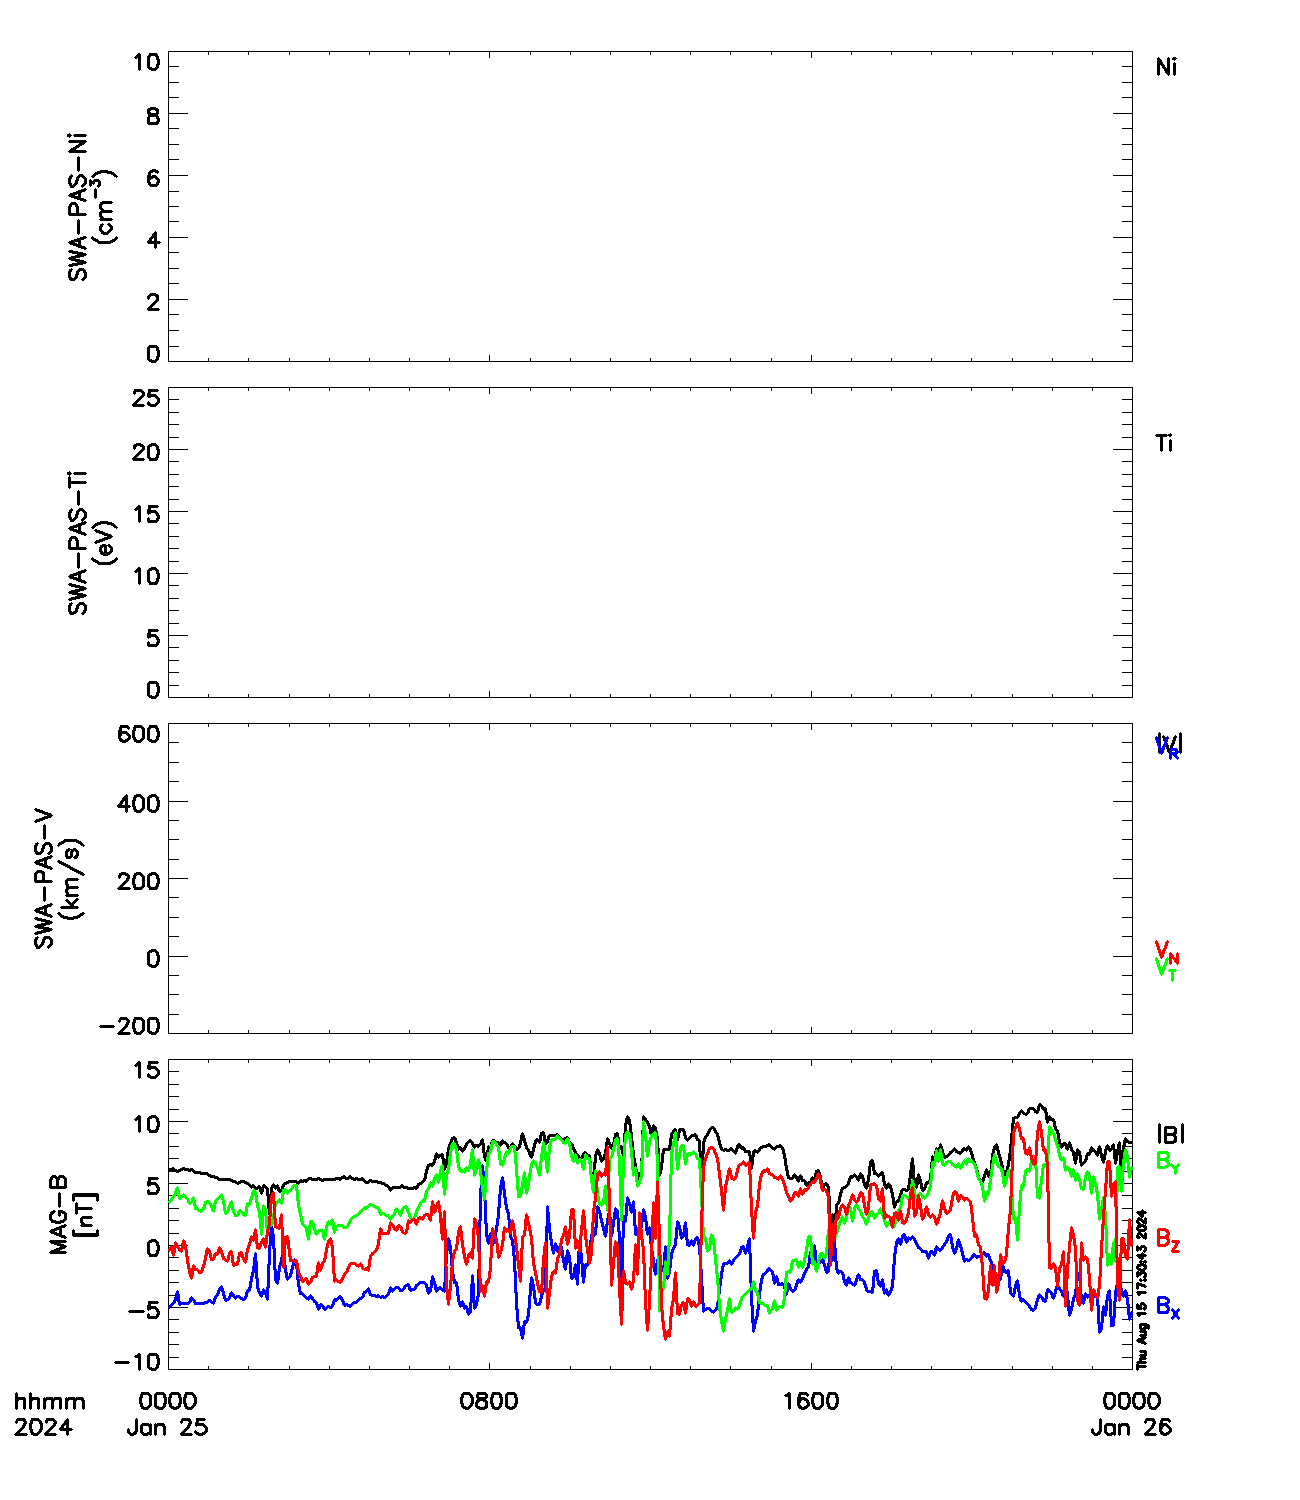 10
8
6
4
2
0
SWA-PAS-Ni
(cm-3)
Ni
25
20
15
10
5
0
SWA-PAS-Ti
(eV)
Ti
600
400
200
0
-200
SWA-PAS-V
(km/s)
|V|
VR
VN
VT
15
10
5
0
-5
-10
MAG-B
[nT]
|B|
BY
BZ
BX
Thu Aug 15 17:30:43 2024
hhmm 0000 0800 1600 0000
2024 Jan 25 Jan 26